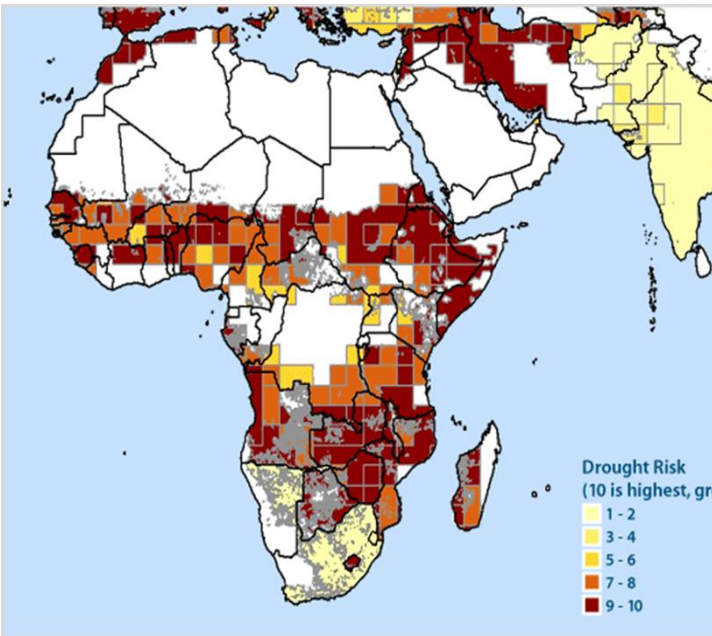 Drought Risk
(10 is highest, gr
1 - 2
3 - 4
5 - 6
7 - 8
9 - 10